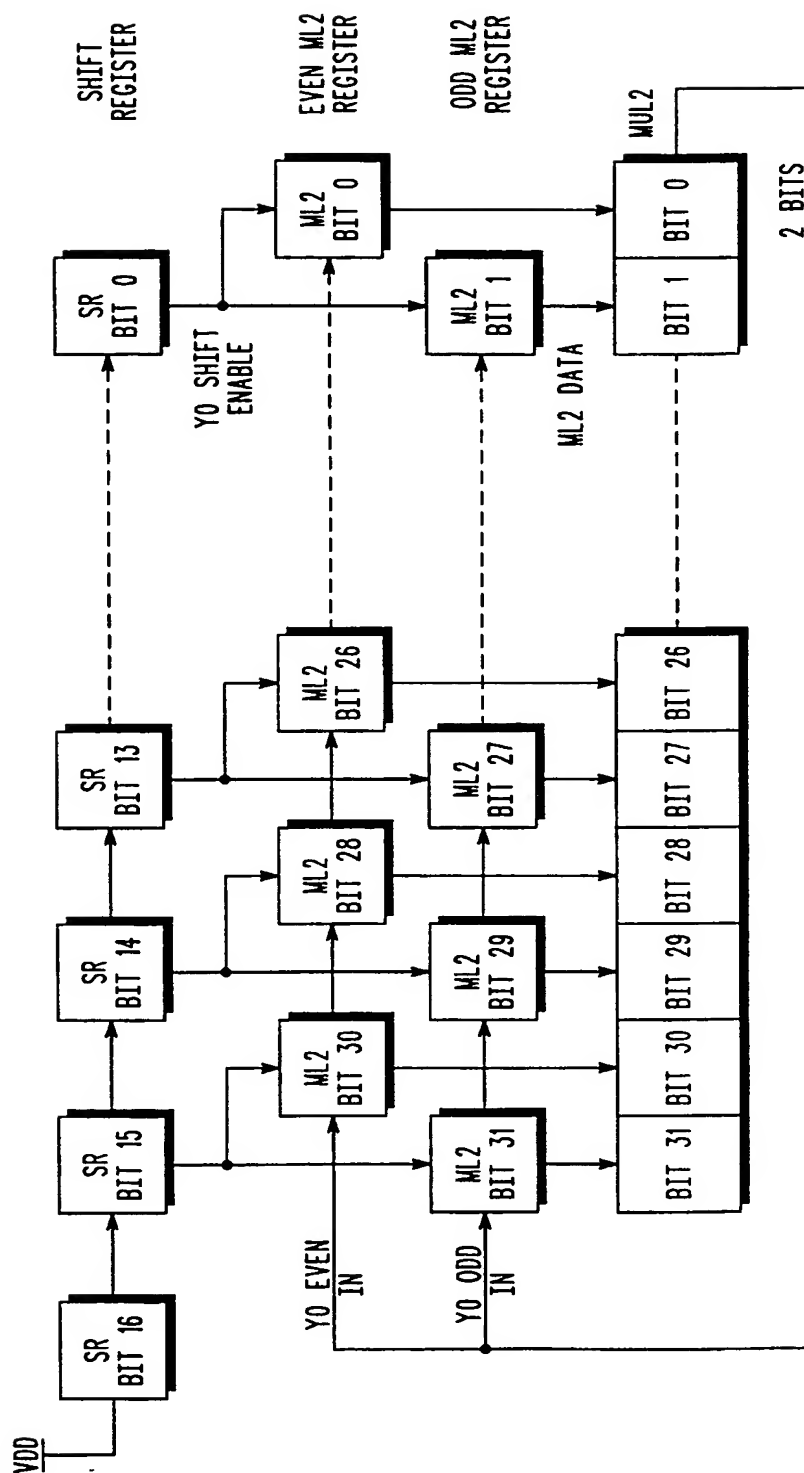 VDD
SR
BIT 16
SR
BIT 15
SR
BIT 14
SR
BIT 13
SR
BIT 0
SHIFT
REGISTER
Y0 SHIFT
ENABLE
Y0 EVEN
IN
ML2
BIT 30
ML2
BIT 28
ML2
BIT 26
ML2
BIT 0
EVEN ML2
REGISTER
Y0 ODD
IN
ML2
BIT 31
ML2
BIT 29
ML2
BIT 27
ML2
BIT 1
ODD ML2
REGISTER
ML2 DATA
BIT 31
BIT 30
BIT 29
BIT 28
BIT 27
BIT 26
BIT 1
BIT 0
MUL2
2 BITS